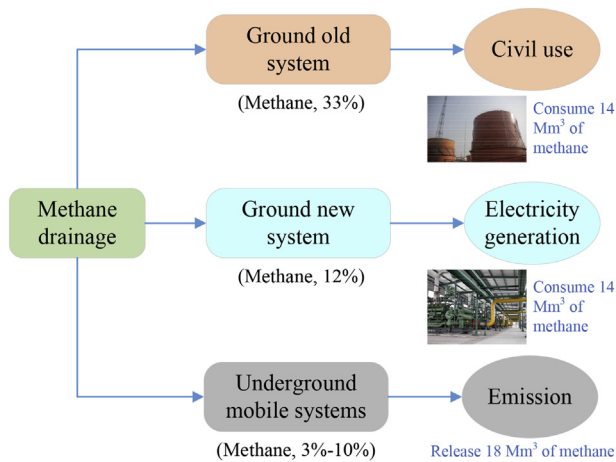 Ground old
system
(Methane, 33%)
Civil use
Consume 14
Mm³ of
methane
Methane
drainage
Ground new
system
(Methane, 12%)
Electricity
generation
Consume 14
Mm³ of
methane
Underground
mobile systems
(Methane, 3%-10%)
Emission
Release 18 Mm³ of methane